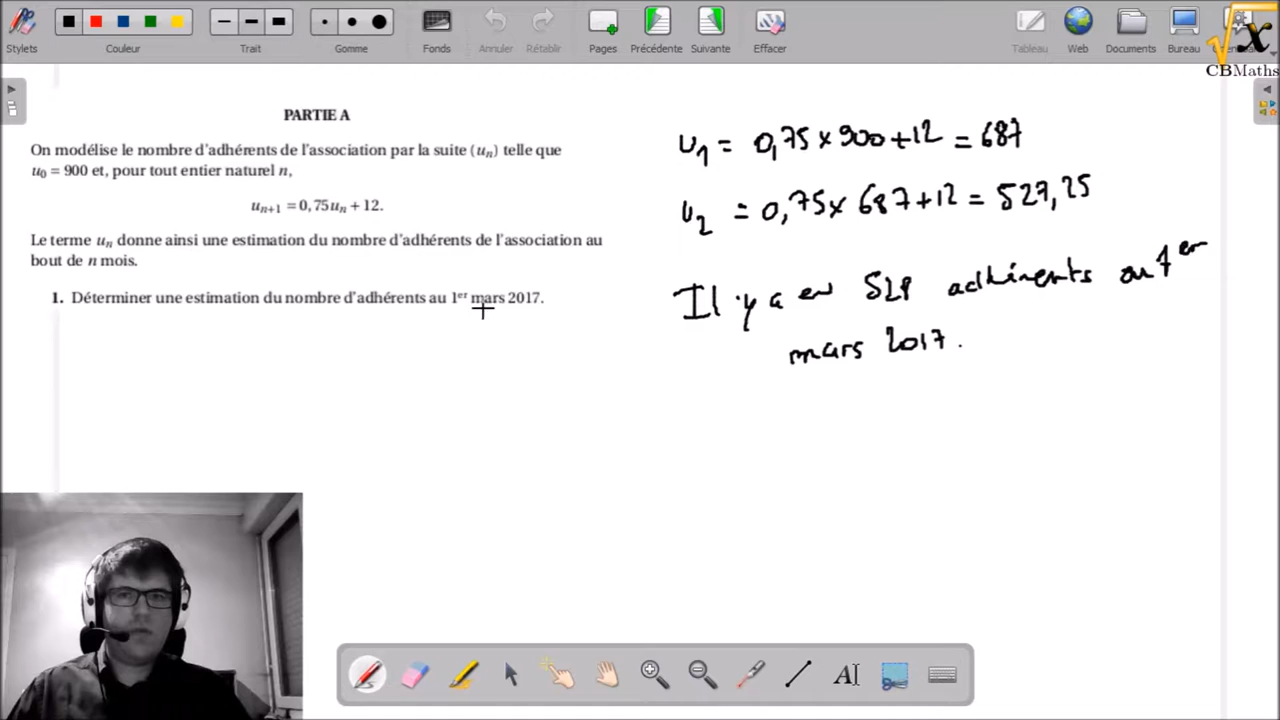 Stylets Couleur Trait Gomme Fonds Annuler Rétablir Pages Précédente Suivante Effacer Tableau Web Documents Bureau
CBMaths
PARTIE A
On modélise le nombre d'adhérents de l'association par la suite (uₙ) telle que
u₀ = 900 et, pour tout entier naturel n,
uₙ₊₁ = 0,75uₙ + 12.
Le terme uₙ donne ainsi une estimation du nombre d'adhérents de l'association au
bout de n mois.
1. Déterminer une estimation du nombre d'adhérents au 1er mars 2017.
u₁ = 0,75 × 900 + 12 = 687
u₂ = 0,75 × 687 + 12 = 527,25
Il y a adhérents au 1er
mars 2017.
AI